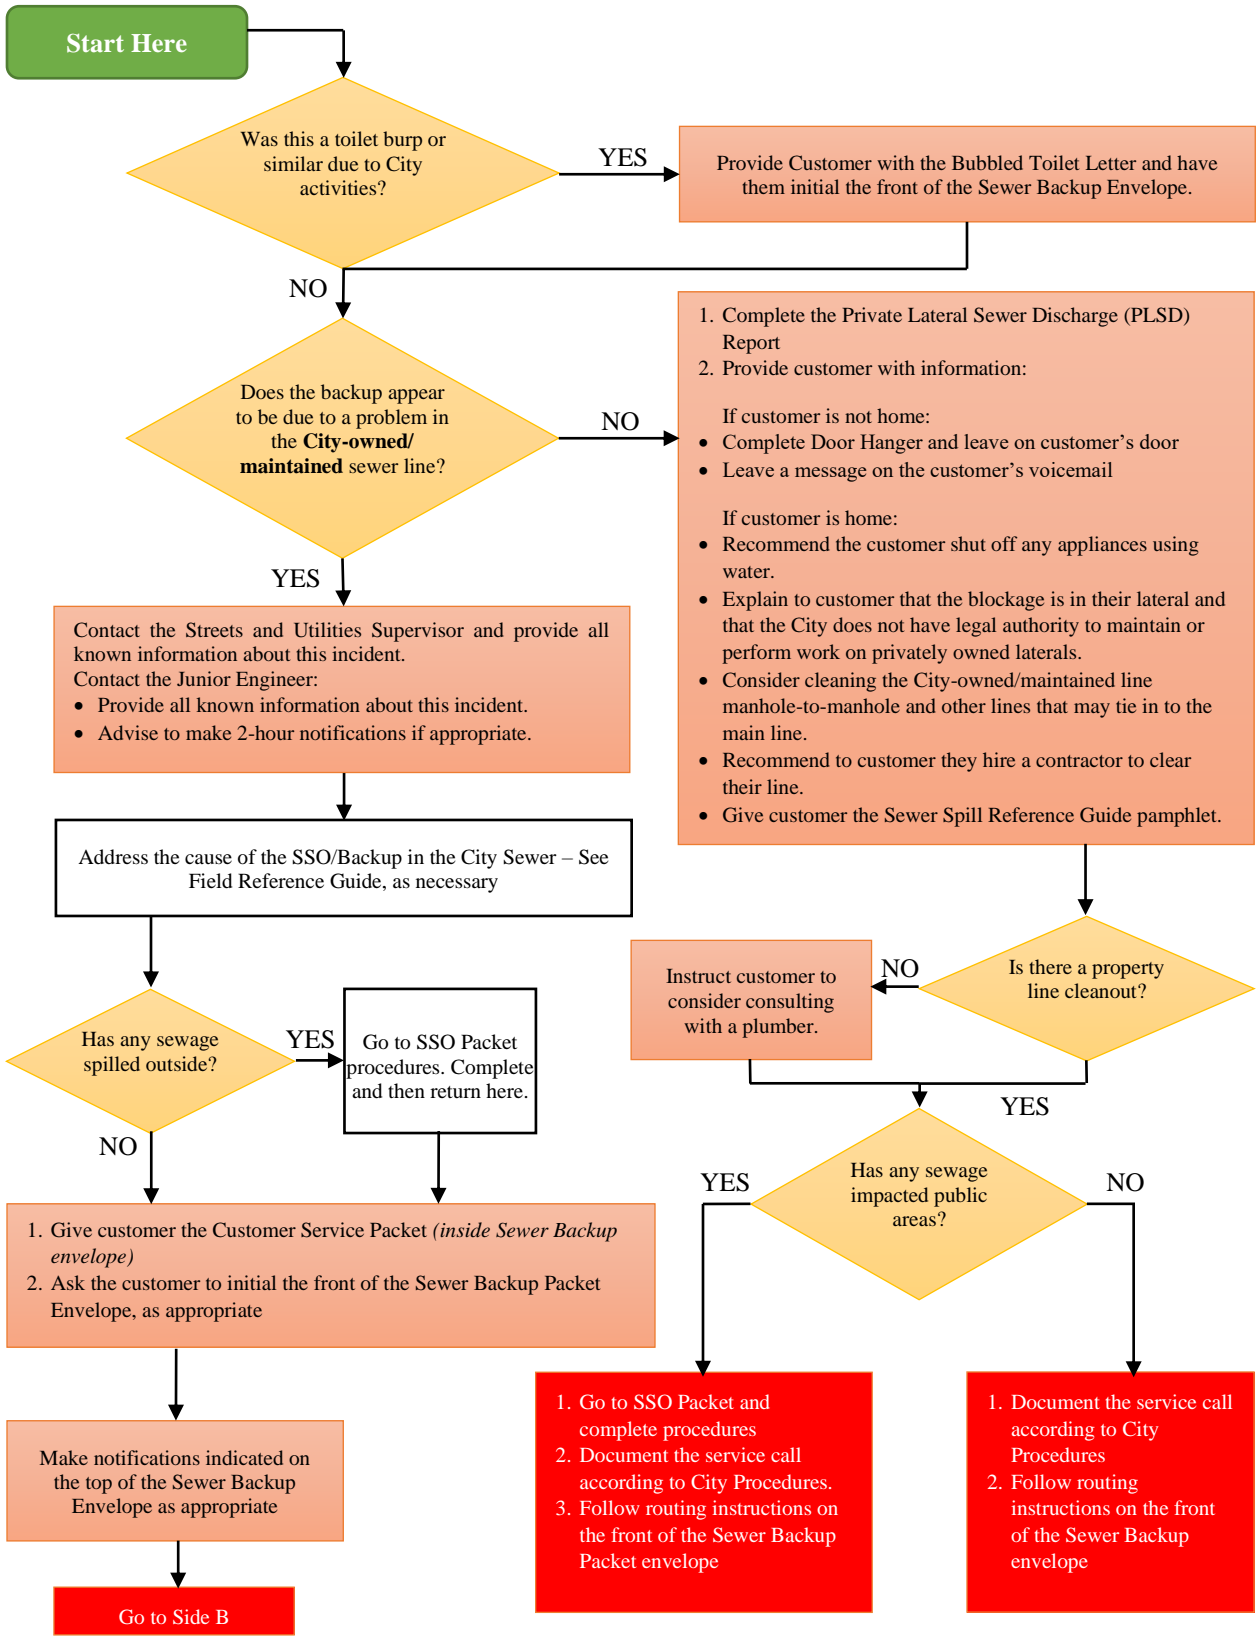 Start Here
Was this a toilet burp or
similar due to City
activities?
YES
Provide Customer with the Bubbled Toilet Letter and have
them initial the front of the Sewer Backup Envelope.
NO
Does the backup appear
to be due to a problem in
the City-owned/
maintained sewer line?
NO
1. Complete the Private Lateral Sewer Discharge (PLSD)
Report
2. Provide customer with information:
If customer is not home:
• Complete Door Hanger and leave on customer’s door
• Leave a message on the customer’s voicemail
If customer is home:
• Recommend the customer shut off any appliances using
water.
• Explain to customer that the blockage is in their lateral and
that the City does not have legal authority to maintain or
perform work on privately owned laterals.
• Consider cleaning the City-owned/maintained line
manhole-to-manhole and other lines that may tie in to the
main line.
• Recommend to customer they hire a contractor to clear
their line.
• Give customer the Sewer Spill Reference Guide pamphlet.
YES
Contact the Streets and Utilities Supervisor and provide all
known information about this incident.
Contact the Junior Engineer:
• Provide all known information about this incident.
• Advise to make 2-hour notifications if appropriate.
Address the cause of the SSO/Backup in the City Sewer – See
Field Reference Guide, as necessary
Has any sewage
spilled outside?
YES
Go to SSO Packet
procedures. Complete
and then return here.
NO
Instruct customer to
consider consulting
with a plumber.
NO
Is there a property
line cleanout?
YES
Has any sewage
impacted public
areas?
YES
NO
1. Give customer the Customer Service Packet (inside Sewer Backup
envelope)
2. Ask the customer to initial the front of the Sewer Backup Packet
Envelope, as appropriate
Make notifications indicated on
the top of the Sewer Backup
Envelope as appropriate
Go to Side B
1. Go to SSO Packet and
complete procedures
2. Document the service call
according to City Procedures.
3. Follow routing instructions on
the front of the Sewer Backup
Packet envelope
1. Document the service call
according to City
Procedures
2. Follow routing
instructions on the front
of the Sewer Backup
envelope